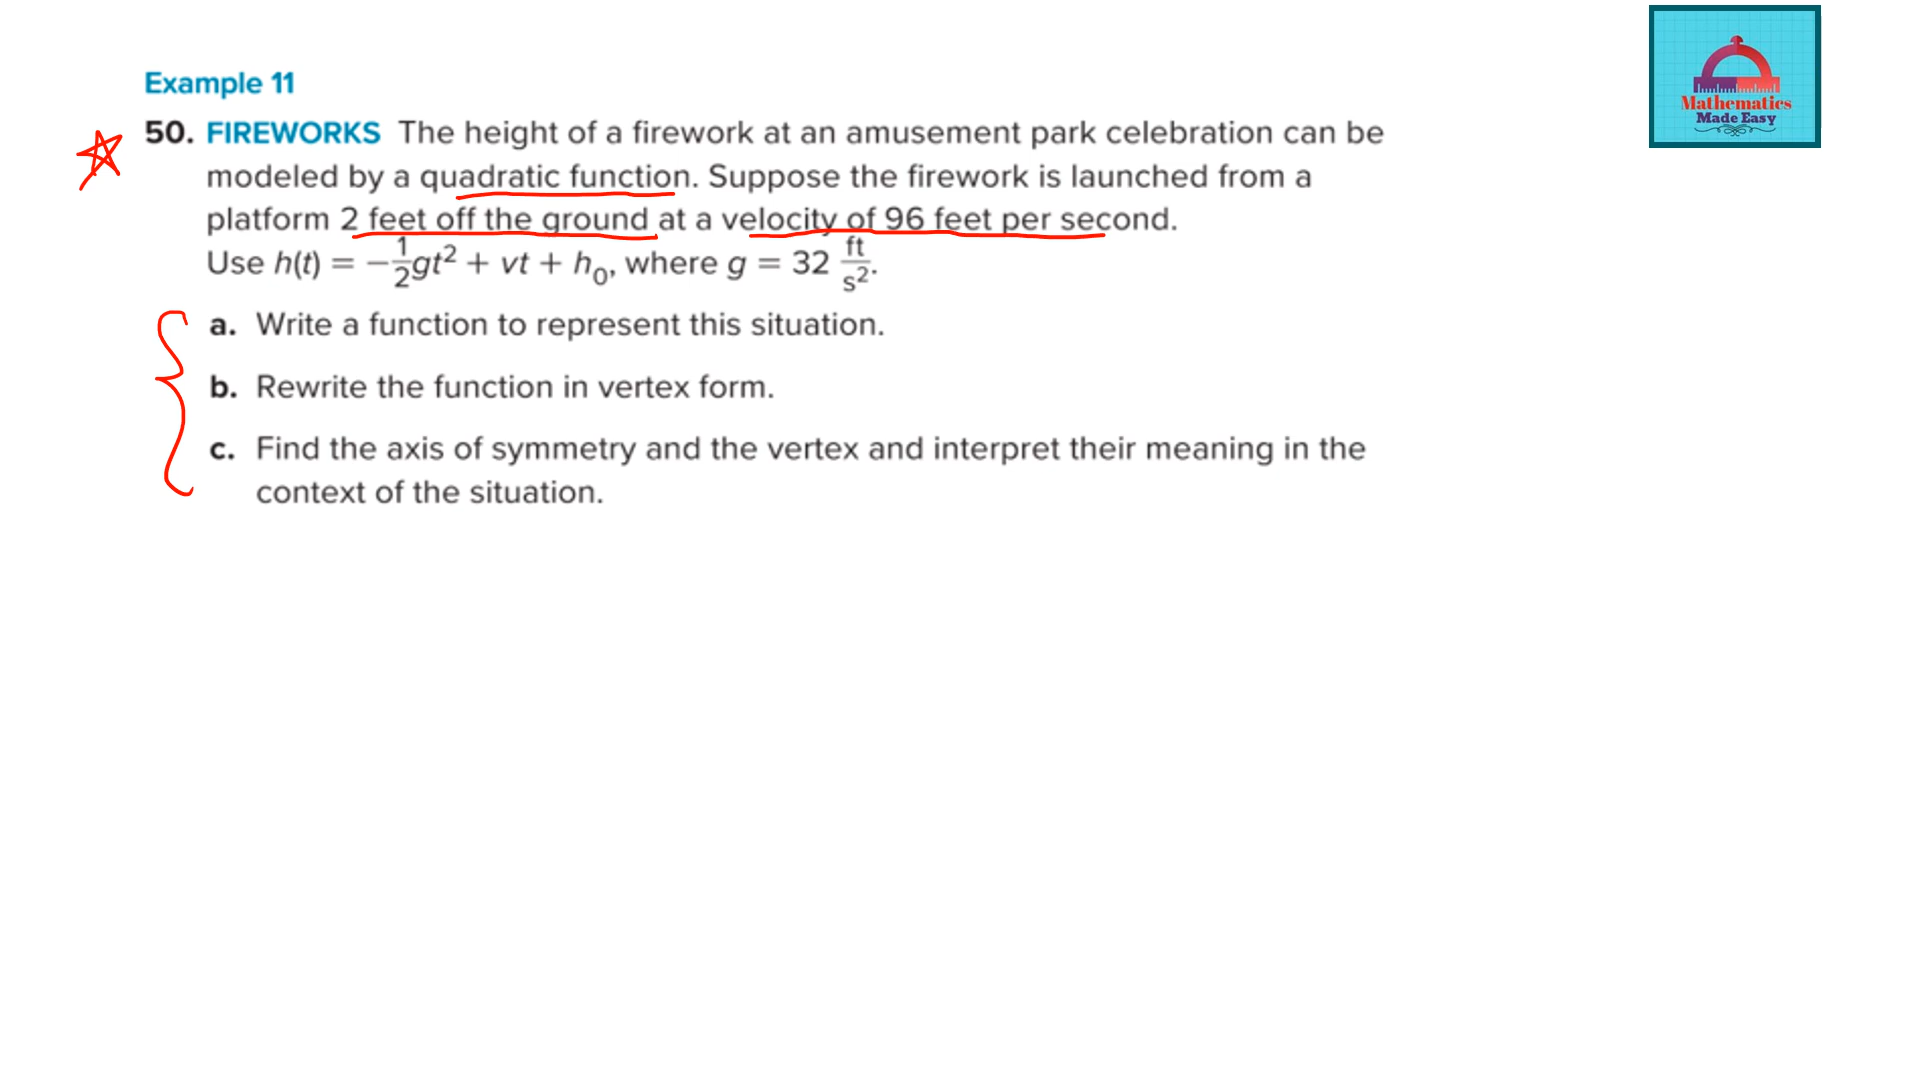 Mathematics
Made Easy
Example 11
50. FIREWORKS The height of a firework at an amusement park celebration can be
modeled by a quadratic function. Suppose the firework is launched from a
platform 2 feet off the ground at a velocity of 96 feet per second.
Use h(t) = −1/2gt² + vt + h₀, where g = 32 ft/s².
a. Write a function to represent this situation.
b. Rewrite the function in vertex form.
c. Find the axis of symmetry and the vertex and interpret their meaning in the
context of the situation.